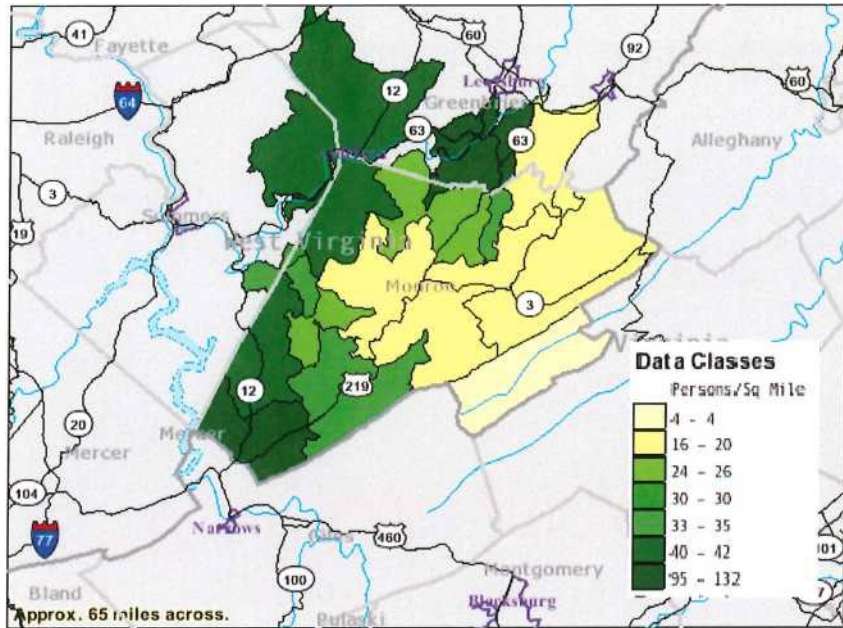 41
Fayette
60
92
64
12
Lewisburg
Greenbrier
60
Raleigh
63
63
Alleghany
3
19
Summers
West Virginia
Monroe
3
Virginia
Data Classes
Persons/Sq Mile
4 - 4
16 - 20
24 - 26
30 - 30
33 - 35
40 - 42
95 - 132
219
12
20
Mercer
Mercer
104
Narrows
77
460
Giles
101
100
Montgomery
Bland
7
Approx. 65 miles across.
Pulaski
Blacksburg